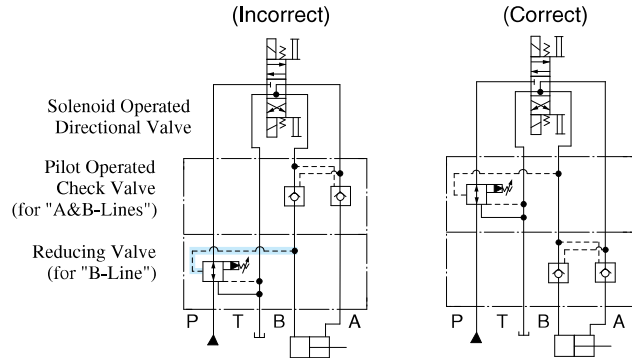 (Incorrect)
(Correct)
Solenoid Operated
Directional Valve
Pilot Operated
Check Valve
(for "A&B-Lines")
Reducing Valve
(for "B-Line")
P T B A
P T B A